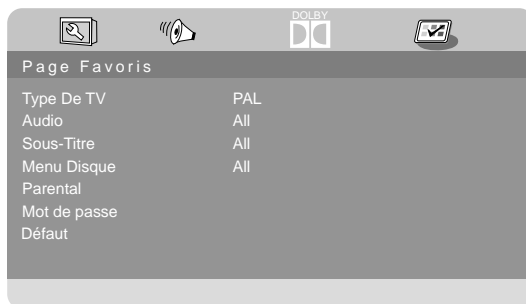 DOLBY
Page Favoris
Type De TV PAL
Audio All
Sous-Titre All
Menu Disque All
Parental
Mot de passe
Défaut